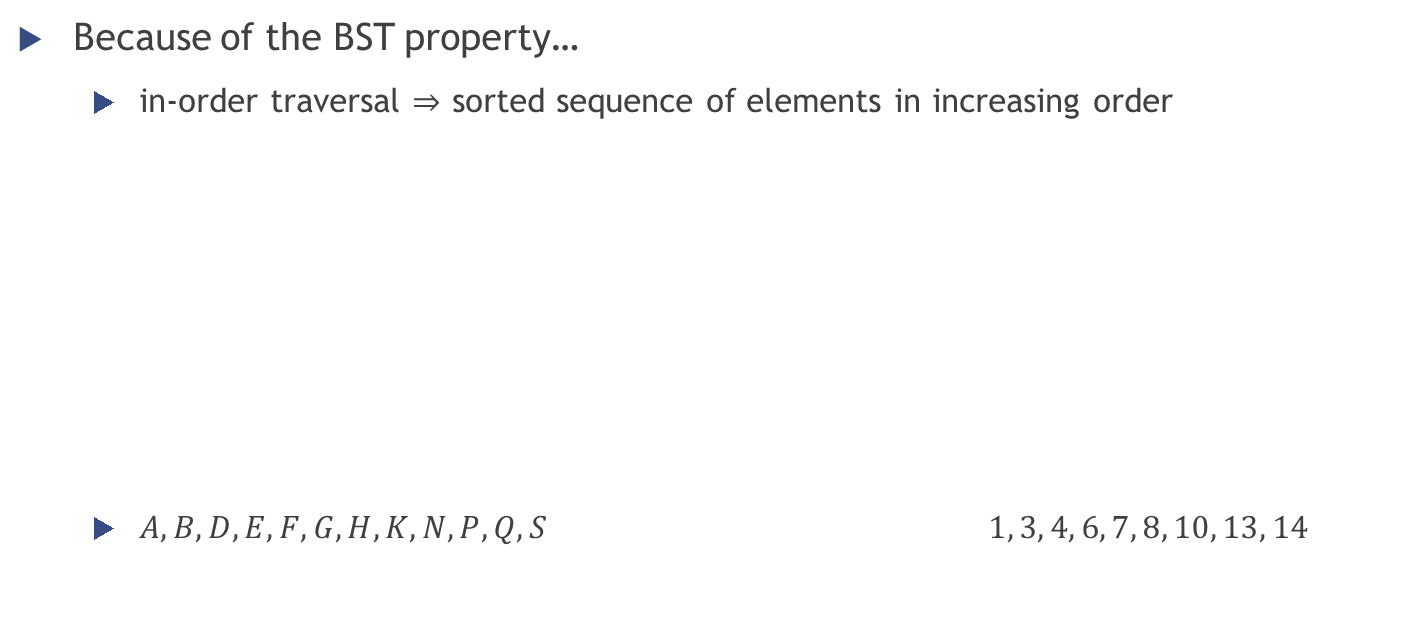 Because of the BST property…
in-order traversal ⇒ sorted sequence of elements in increasing order
A, B, D, E, F, G, H, K, N, P, Q, S
1, 3, 4, 6, 7, 8, 10, 13, 14